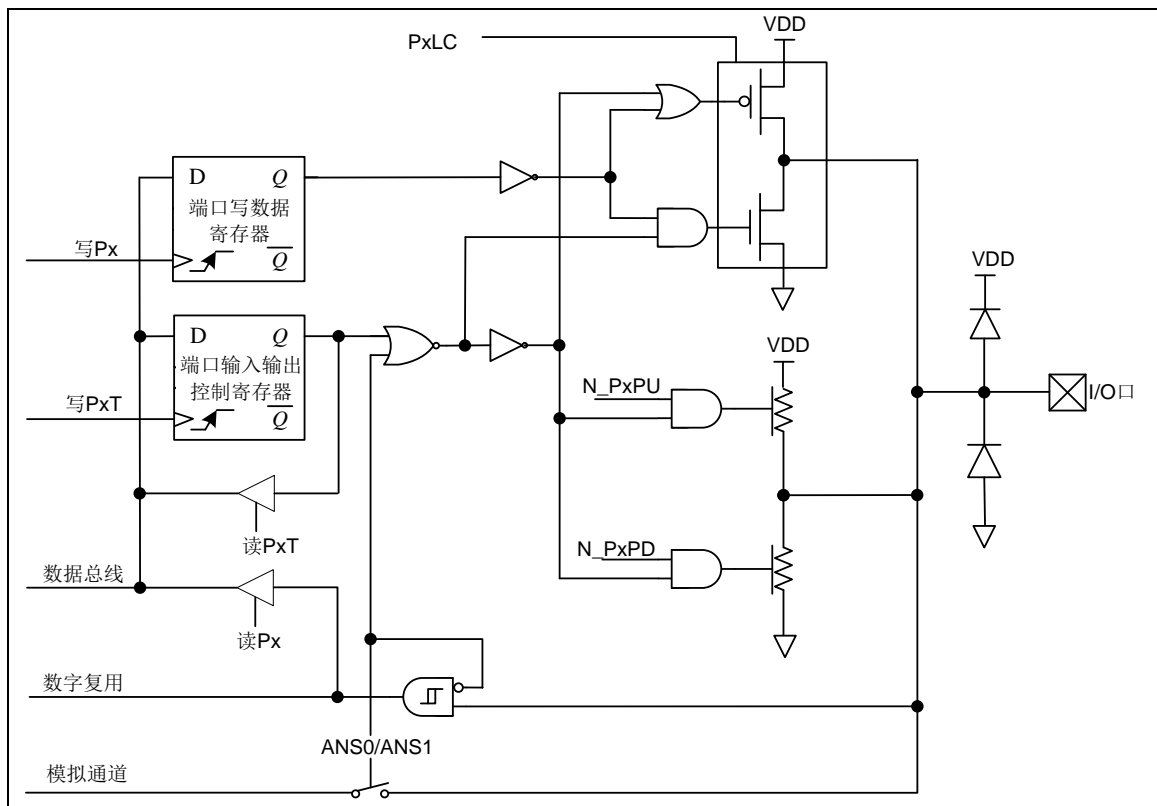 PxLC
VDD
D
Q
端口写数据
寄存器
Q
写Px
D
Q
端口输入输出
控制寄存器
Q
写PxT
VDD
N_PxPU
VDD
I/O口
N_PxPD
读PxT
数据总线
读Px
数字复用
ANS0/ANS1
模拟通道